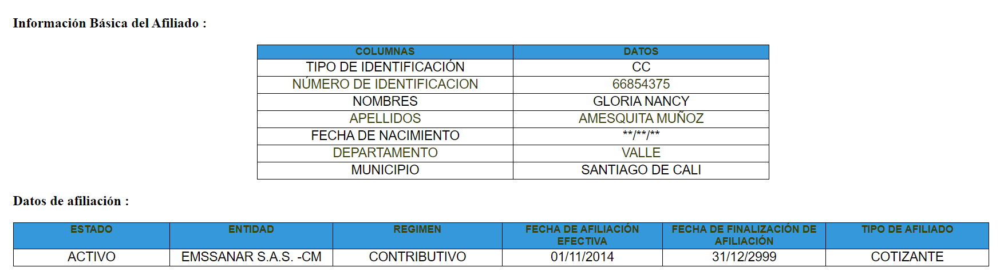 Información Básica del Afiliado :
COLUMNAS DATOS
TIPO DE IDENTIFICACIÓN CC
NÚMERO DE IDENTIFICACION 66854375
NOMBRES GLORIA NANCY
APELLIDOS AMESQUITA MUÑOZ
FECHA DE NACIMIENTO **/**/**
DEPARTAMENTO VALLE
MUNICIPIO SANTIAGO DE CALI
Datos de afiliación :
ESTADO ENTIDAD REGIMEN FECHA DE AFILIACIÓN EFECTIVA FECHA DE FINALIZACIÓN DE AFILIACIÓN TIPO DE AFILIADO
ACTIVO EMSSANAR S.A.S. -CM CONTRIBUTIVO 01/11/2014 31/12/2999 COTIZANTE